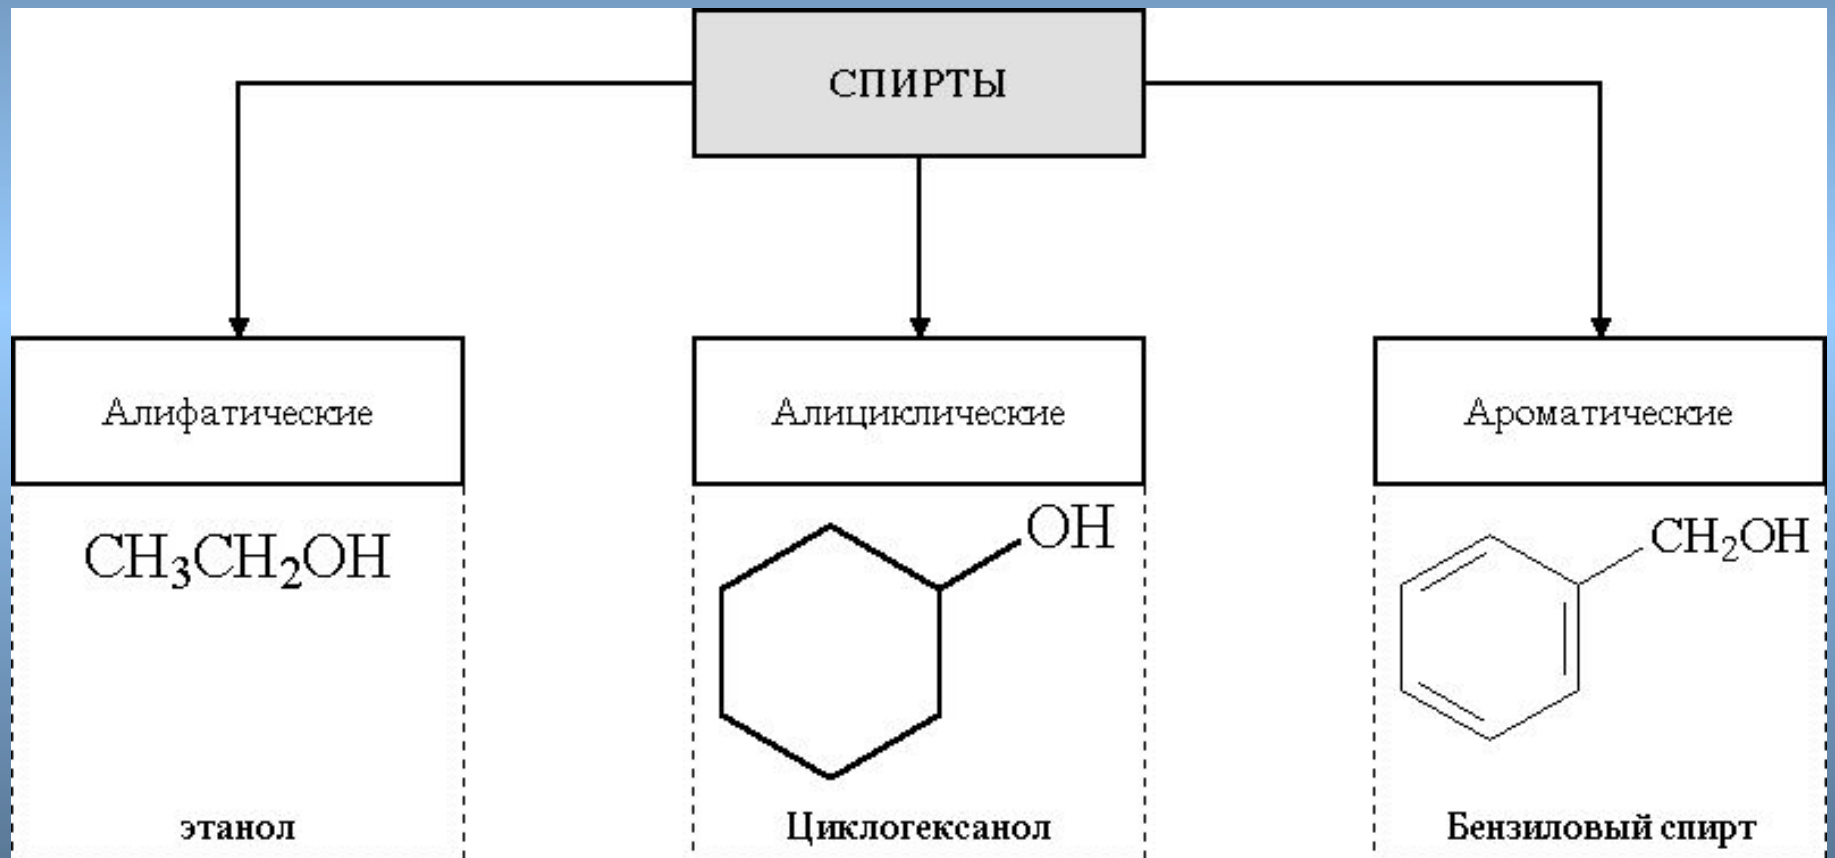 СПИРТЫ
Алифатические
Алициклические
Ароматические
CH₃CH₂OH
OH
CH₂OH
этанол
Циклогексанол
Бензиловый спирт